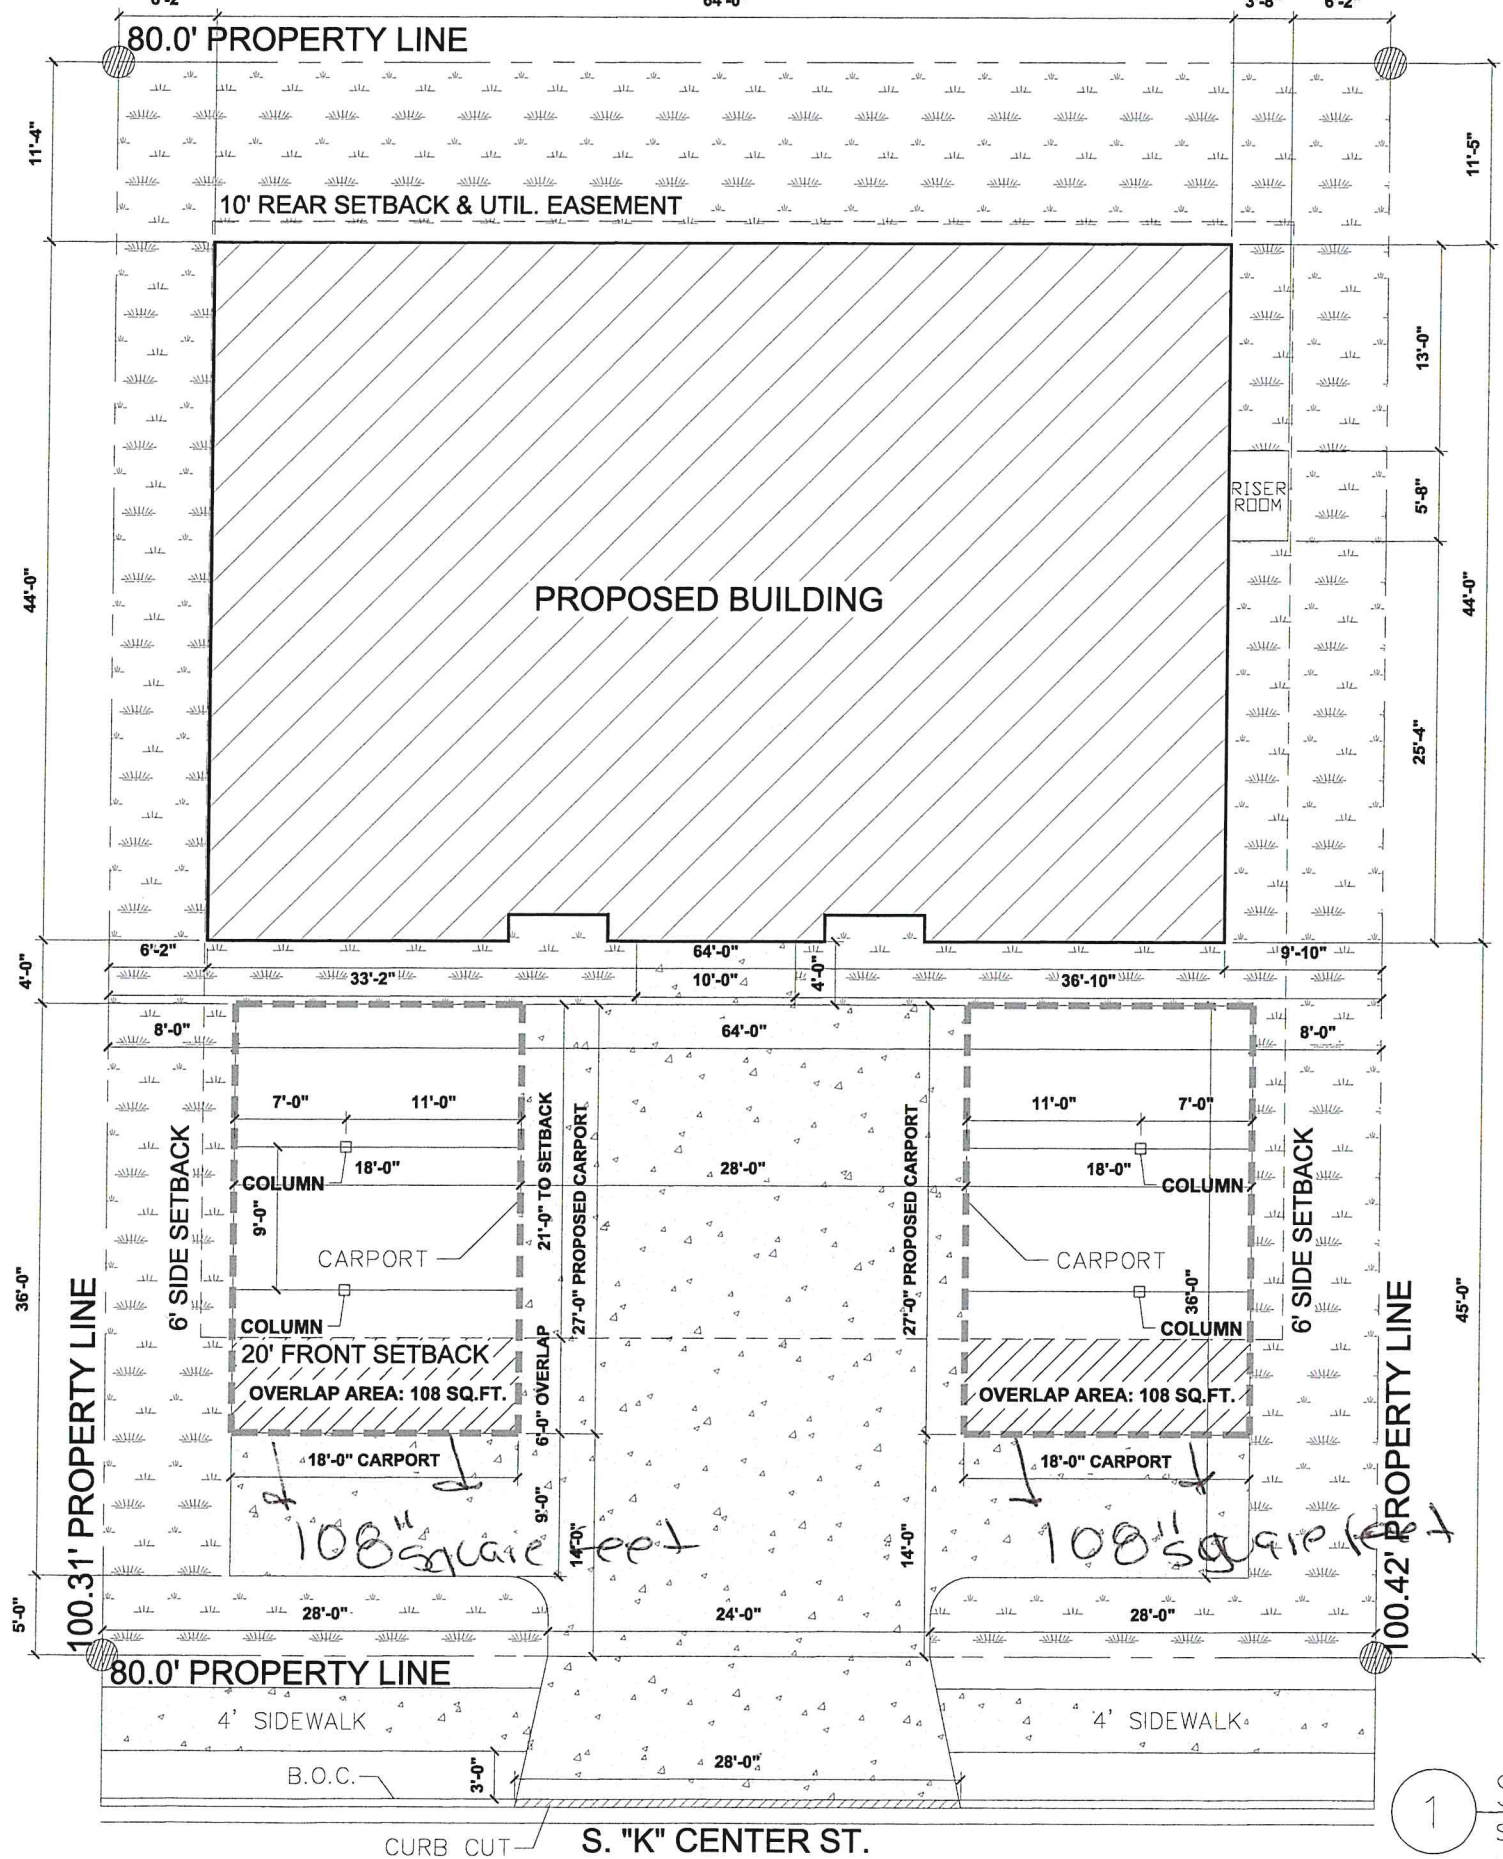 64'-0"
3'-8"
6'-2"
80.0' PROPERTY LINE
11'-4"
11'-5"
10' REAR SETBACK & UTIL. EASEMENT
13'-0"
RISER
ROOM
5'-8"
44'-0"
PROPOSED BUILDING
44'-0"
25'-4"
6'-2"
64'-0"
9'-10"
4'-0"
33'-2"
10'-0"
4'-0"
36'-10"
8'-0"
64'-0"
8'-0"
7'-0"
11'-0"
11'-0"
7'-0"
6' SIDE SETBACK
COLUMN
18'-0"
21'-0" TO SETBACK
27'-0" PROPOSED CARPORT
28'-0"
27'-0" PROPOSED CARPORT
18'-0"
COLUMN
6' SIDE SETBACK
9'-0"
CARPORT
CARPORT
36'-0"
36'-0"
45'-0"
COLUMN
COLUMN
20' FRONT SETBACK
OVERLAP AREA: 108 SQ.FT.
6'-0" OVERLAP
OVERLAP AREA: 108 SQ.FT.
18'-0" CARPORT
18'-0" CARPORT
100.31' PROPERTY LINE
100.42' PROPERTY LINE
9'-0"
14'-0"
14'-0"
108" square feet
108" square feet
5'-0"
28'-0"
24'-0"
28'-0"
80.0' PROPERTY LINE
4' SIDEWALK
4' SIDEWALK
B.O.C.
3'-0"
28'-0"
1
CURB CUT
S. "K" CENTER ST.